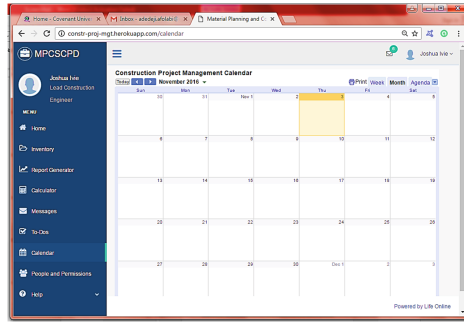 Home - Covenant Unive
M Inbox - adedeji.afolabi@
Material Planning and Co
constr-proj-mgt.herokuapp.com/calendar
MPCSCPD
Joshua Ivie
Joshua Ivie
Lead Construction
Engineer
MENU
Home
Inventory
Report Generator
Calculator
Messages
To-Dos
Calendar
People and Permissions
Help
Construction Project Management Calendar
Today November 2016
Print Week Month Agenda
Sun Mon Tue Wed Thu Fri Sat
30 31 Nov 1 2 3 4 5
6 7 8 9 10 11 12
13 14 15 16 17 18 19
20 21 22 23 24 25 26
27 28 29 30 Dec 1 2 3
Powered by Life Online